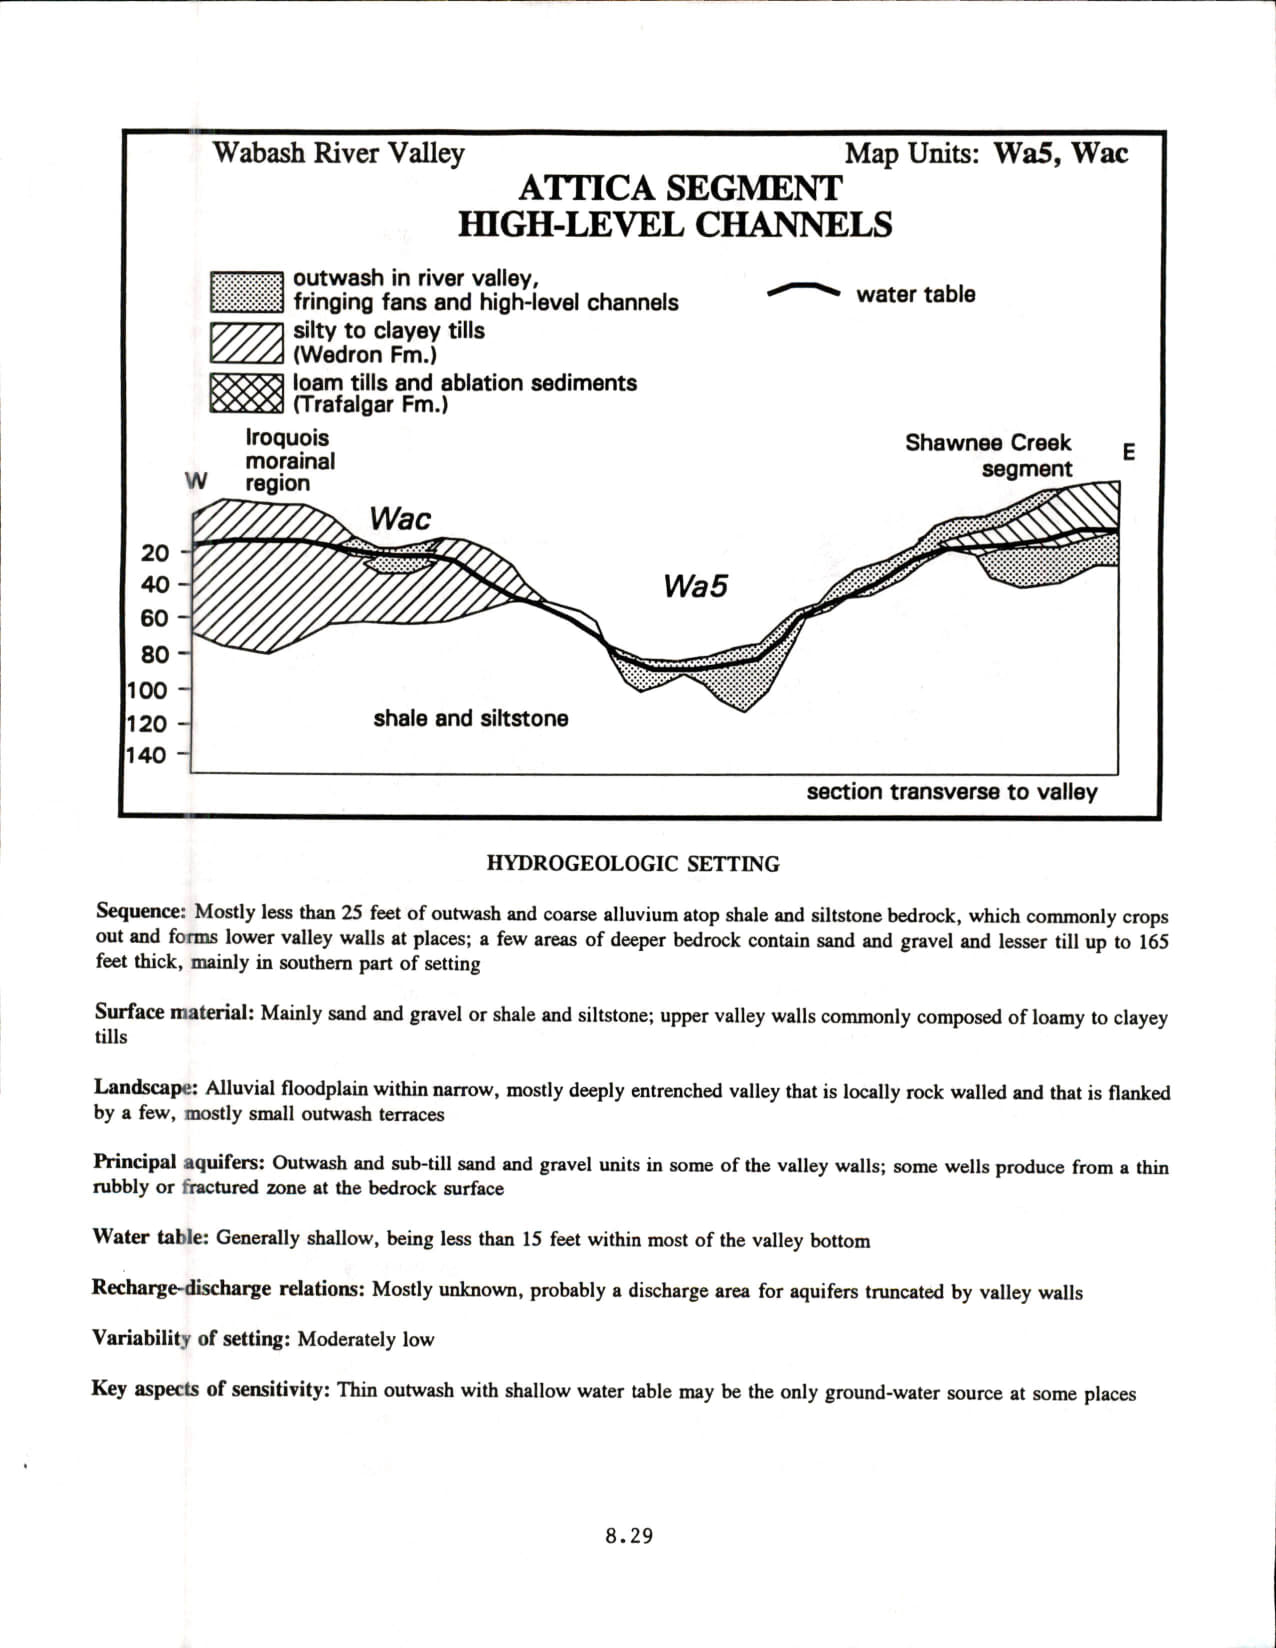 Wabash River Valley
Map Units: Wa5, Wac
ATTICA SEGMENT
HIGH-LEVEL CHANNELS
outwash in river valley,
fringing fans and high-level channels
water table
silty to clayey tills
(Wedron Fm.)
loam tills and ablation sediments
(Trafalgar Fm.)
Iroquois
morainal
region
W
Shawnee Creek
segment
E
Wac
Wa5
20
40
60
80
100
120
140
shale and siltstone
section transverse to valley
HYDROGEOLOGIC SETTING
Sequence: Mostly less than 25 feet of outwash and coarse alluvium atop shale and siltstone bedrock, which commonly crops
out and forms lower valley walls at places; a few areas of deeper bedrock contain sand and gravel and lesser till up to 165
feet thick, mainly in southern part of setting
Surface material: Mainly sand and gravel or shale and siltstone; upper valley walls commonly composed of loamy to clayey
tills
Landscape: Alluvial floodplain within narrow, mostly deeply entrenched valley that is locally rock walled and that is flanked
by a few, mostly small outwash terraces
Principal aquifers: Outwash and sub-till sand and gravel units in some of the valley walls; some wells produce from a thin
rubbly or fractured zone at the bedrock surface
Water table: Generally shallow, being less than 15 feet within most of the valley bottom
Recharge-discharge relations: Mostly unknown, probably a discharge area for aquifers truncated by valley walls
Variability of setting: Moderately low
Key aspects of sensitivity: Thin outwash with shallow water table may be the only ground-water source at some places
8.29